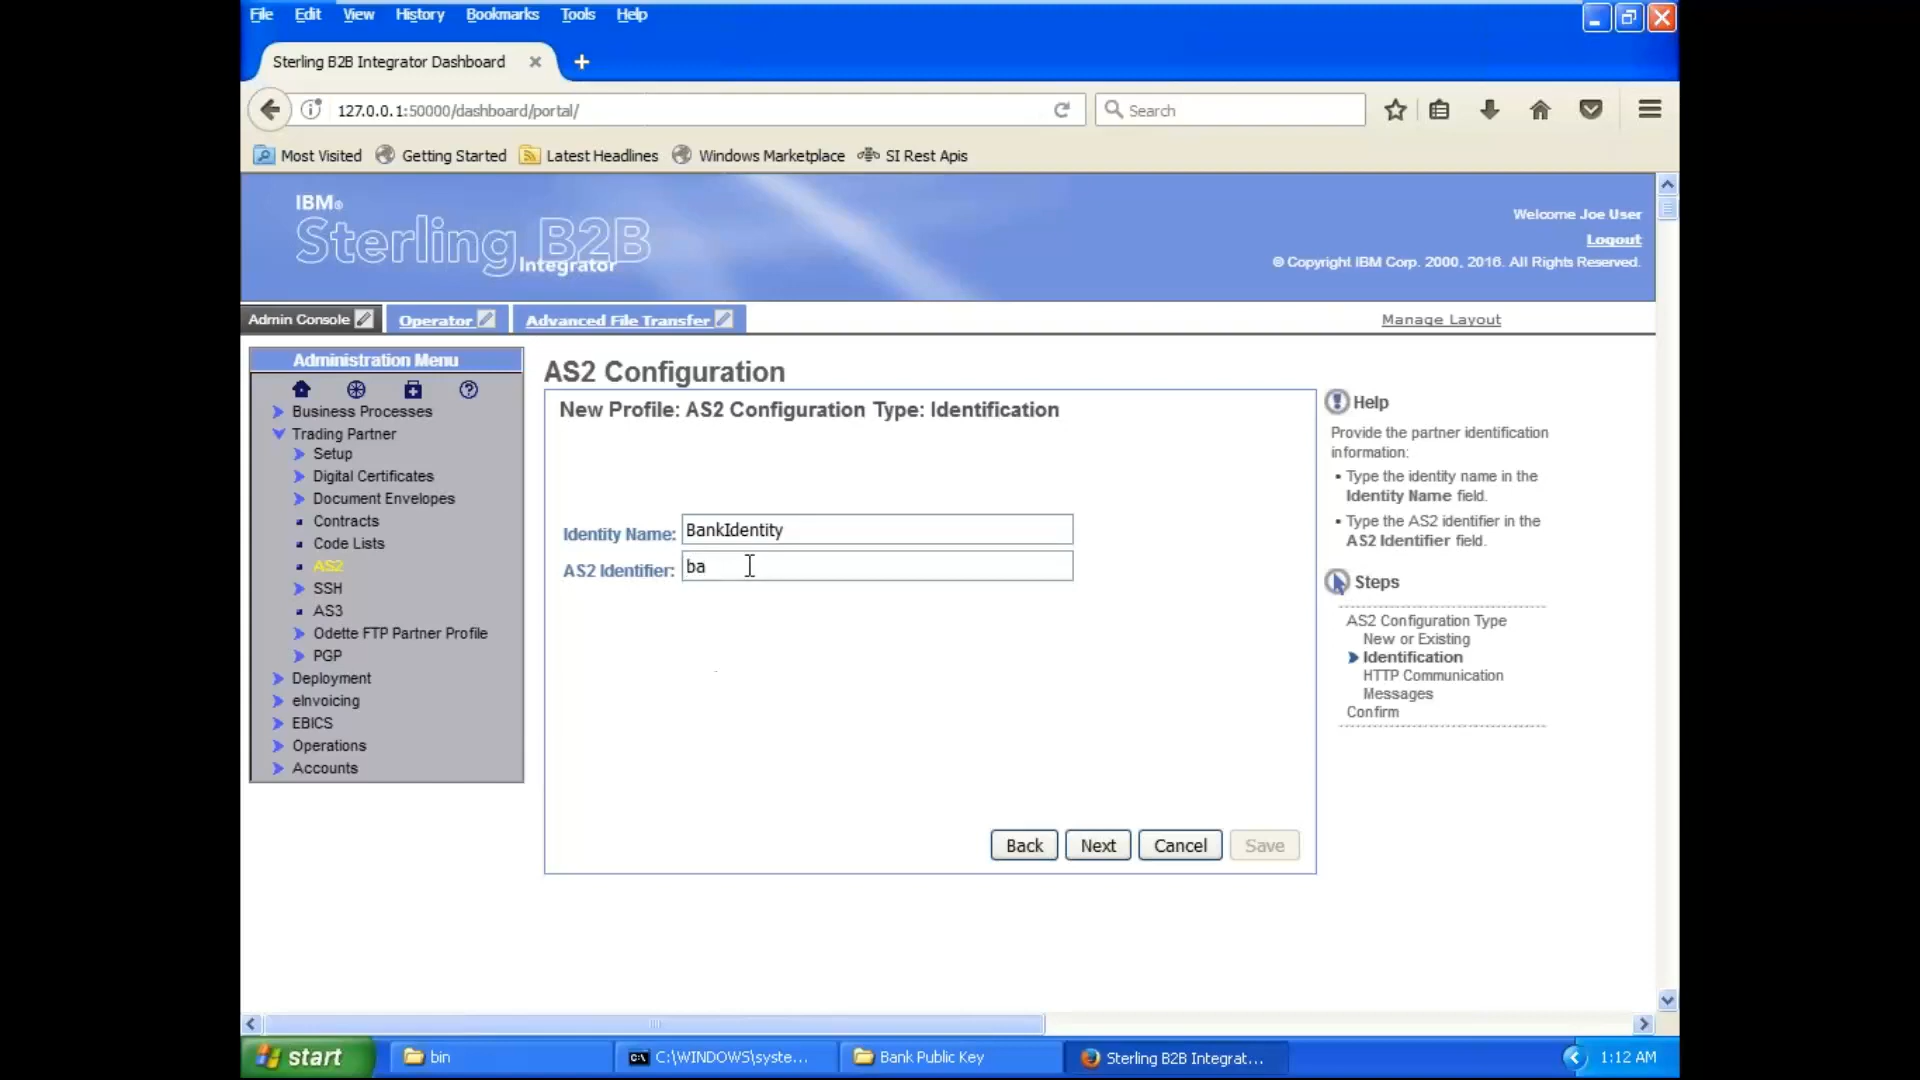 File Edit View History Bookmarks Tools Help
Sterling B2B Integrator Dashboard
127.0.0.1:50000/dashboard/portal/
Search
Most Visited Getting Started Latest Headlines Windows Marketplace SI Rest Apis
IBM®
Sterling B2B
Integrator
Welcome Joe User
Logout
© Copyright IBM Corp. 2000, 2016. All Rights Reserved.
Admin Console Operator Advanced File Transfer Manage Layout
Administration Menu
Business Processes
Trading Partner
Setup
Digital Certificates
Document Envelopes
Contracts
Code Lists
AS2
SSH
AS3
Odette FTP Partner Profile
PGP
Deployment
eInvoicing
EBICS
Operations
Accounts
AS2 Configuration
New Profile: AS2 Configuration Type: Identification
Identity Name: BankIdentity
AS2 Identifier: ba
Back Next Cancel Save
Help
Provide the partner identification
information:
Type the identity name in the
Identity Name field.
Type the AS2 identifier in the
AS2 Identifier field.
Steps
AS2 Configuration Type
New or Existing
Identification
HTTP Communication
Messages
Confirm
start bin C:\WINDOWS\syste... Bank Public Key Sterling B2B Integrat... 1:12 AM